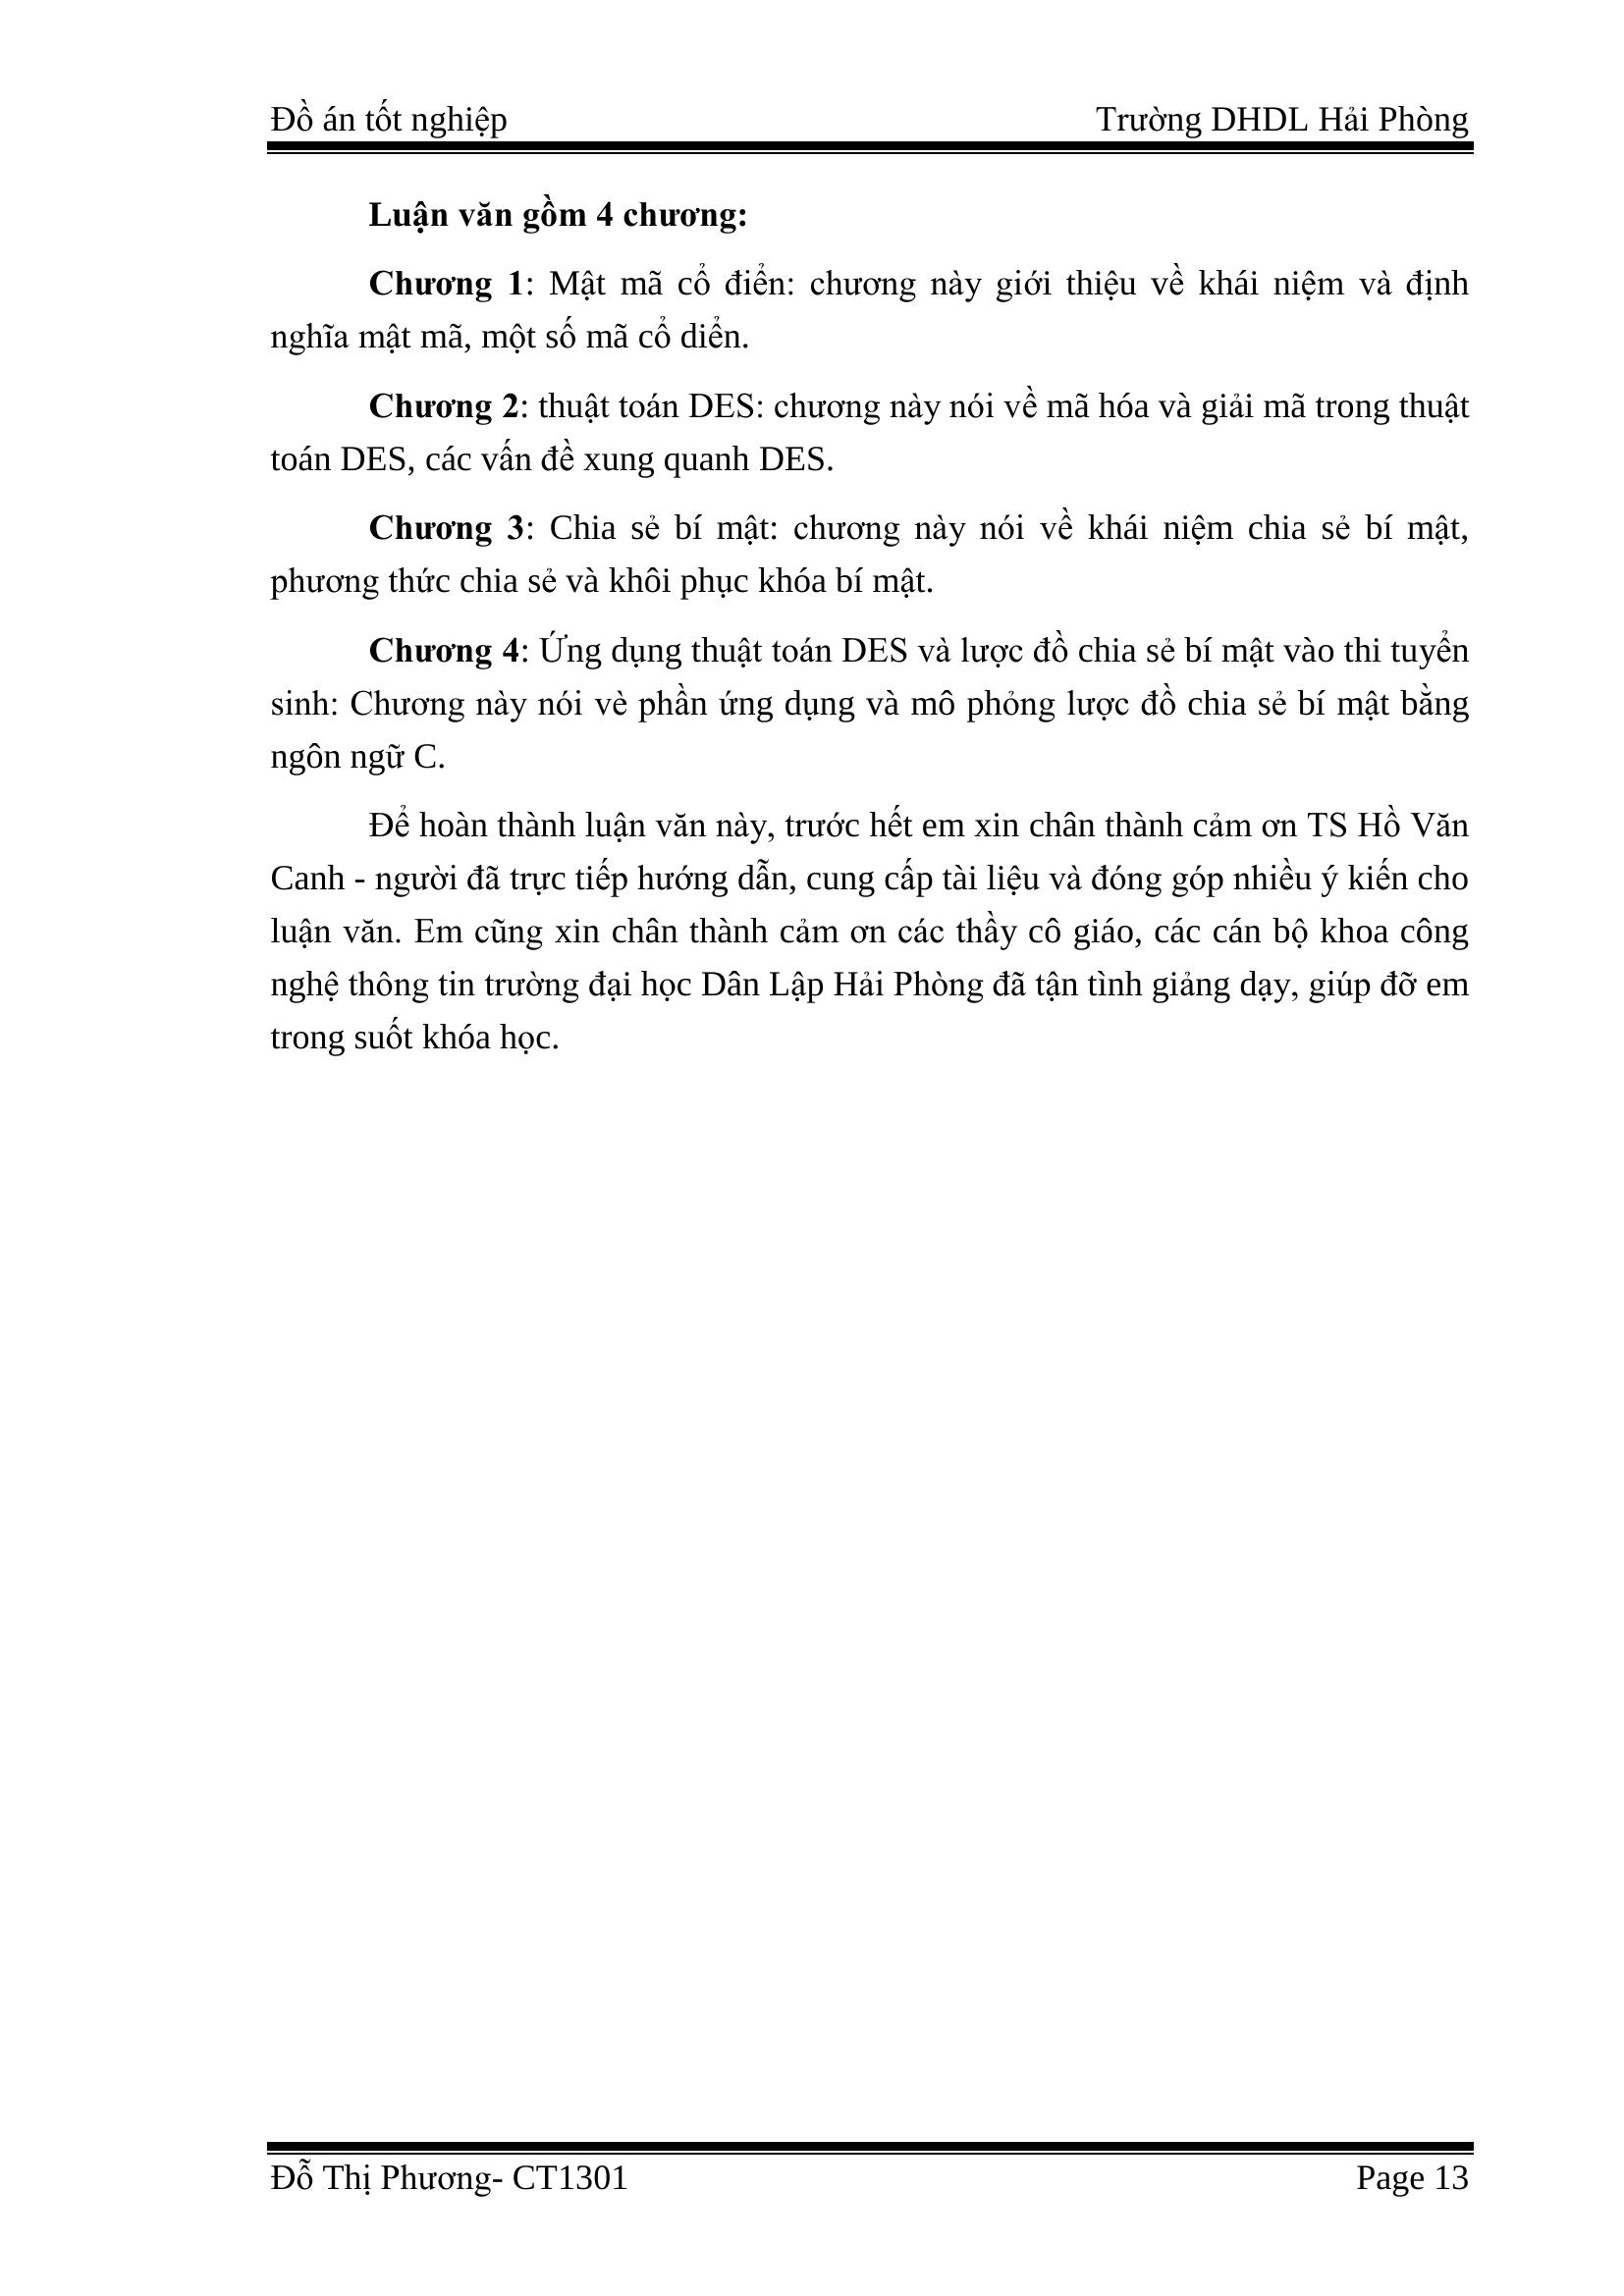 Đồ án tốt nghiệp Trường DHDL Hải Phòng
Luận văn gồm 4 chương:
Chương 1: Mật mã cổ điển: chương này giới thiệu về khái niệm và định
nghĩa mật mã, một số mã cổ diển.
Chương 2: thuật toán DES: chương này nói về mã hóa và giải mã trong thuật
toán DES, các vấn đề xung quanh DES.
Chương 3: Chia sẻ bí mật: chương này nói về khái niệm chia sẻ bí mật,
phương thức chia sẻ và khôi phục khóa bí mật.
Chương 4: Ứng dụng thuật toán DES và lược đồ chia sẻ bí mật vào thi tuyển
sinh: Chương này nói vè phần ứng dụng và mô phỏng lược đồ chia sẻ bí mật bằng
ngôn ngữ C.
Để hoàn thành luận văn này, trước hết em xin chân thành cảm ơn TS Hồ Văn
Canh - người đã trực tiếp hướng dẫn, cung cấp tài liệu và đóng góp nhiều ý kiến cho
luận văn. Em cũng xin chân thành cảm ơn các thầy cô giáo, các cán bộ khoa công
nghệ thông tin trường đại học Dân Lập Hải Phòng đã tận tình giảng dạy, giúp đỡ em
trong suốt khóa học.
Đỗ Thị Phương- CT1301 Page 13